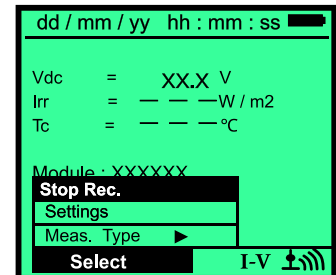 dd / mm / yy hh : mm : ss
Vdc = XX.X V
Irr = — — — W / m2
Tc = — — — ℃
Module : XXXXXX
Stop Rec.
Settings
Meas. Type ▶
Select I-V